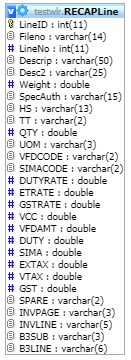 testwlr.RECAPLine
LineID : int(11)
Fileno : varchar(14)
LineNo : int(11)
Descrip : varchar(50)
Desc2 : varchar(25)
Weight : double
SpecAuth : varchar(15)
HS : varchar(13)
TT : varchar(2)
QTY : double
UOM : varchar(3)
VFDCODE : varchar(2)
SIMACODE : varchar(2)
DUTYRATE : double
ETRATE : double
GSTRATE : double
VCC : double
VFDAMT : double
DUTY : double
SIMA : double
EXTAX : double
VTAX : double
GST : double
SPARE : varchar(2)
INVPAGE : varchar(3)
INVLINE : varchar(5)
B3SUB : varchar(3)
B3LINE : varchar(6)